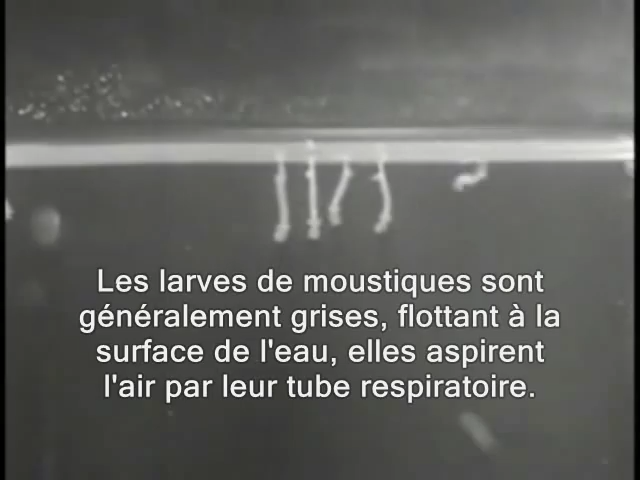 Les larves de moustiques sont
généralement grises, flottant à la
surface de l'eau, elles aspirent
l'air par leur tube respiratoire.